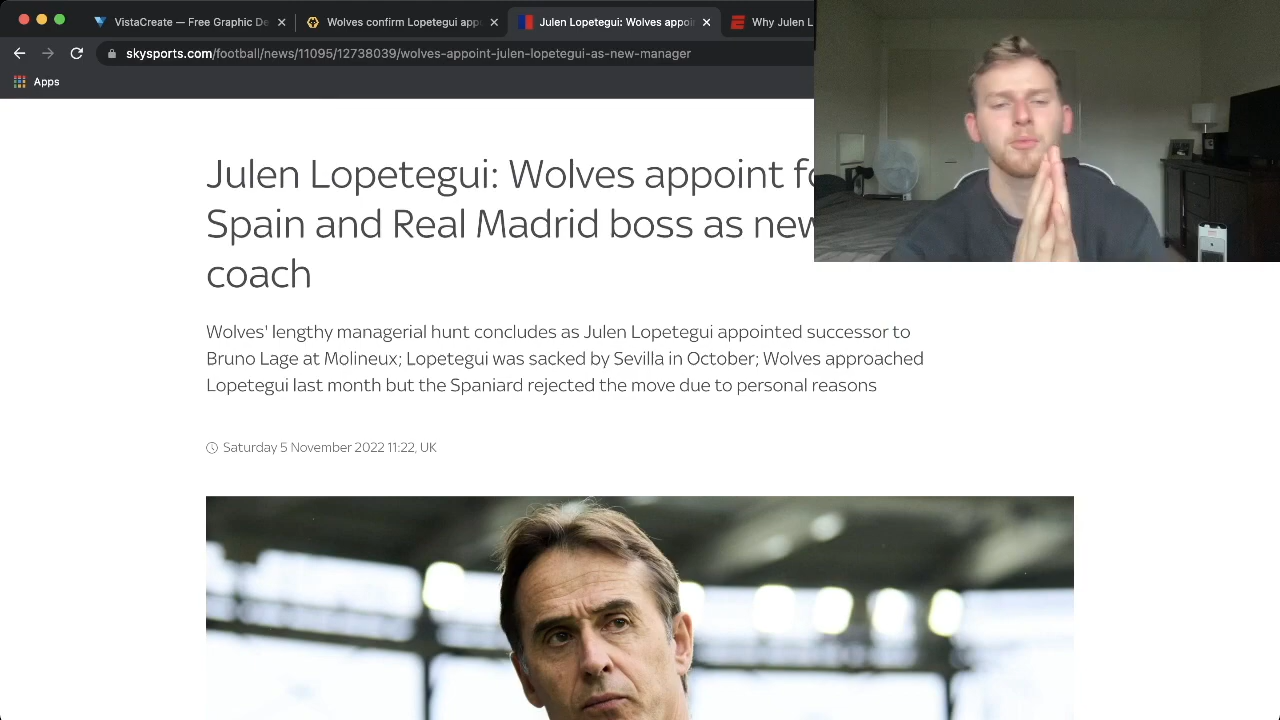 VistaCreate — Free Graphic De
Wolves confirm Lopetegui app
Julen Lopetegui: Wolves appoi
Why Julen L
skysports.com/football/news/11095/12738039/wolves-appoint-julen-lopetegui-as-new-manager
Apps
Julen Lopetegui: Wolves appoint fo
Spain and Real Madrid boss as new
coach
Wolves' lengthy managerial hunt concludes as Julen Lopetegui appointed successor to
Bruno Lage at Molineux; Lopetegui was sacked by Sevilla in October; Wolves approached
Lopetegui last month but the Spaniard rejected the move due to personal reasons
Saturday 5 November 2022 11:22, UK